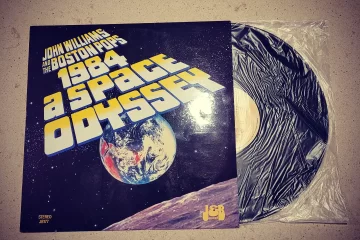 JOHN WILLIAMS
AND THE BOSTON POPS
1984
a SPACE
ODYSSEY
STEREO
J&B